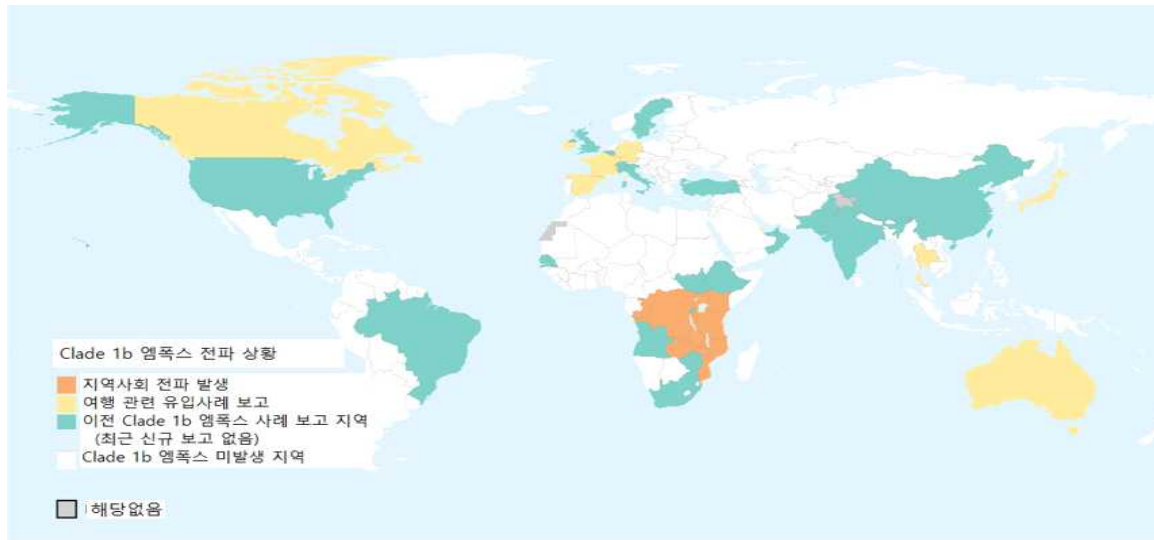 Clade 1b 엠폭스 전파 상황
지역사회 전파 발생
여행 관련 유입사례 보고
이전 Clade 1b 엠폭스 사례 보고 지역
(최근 신규 보고 없음)
Clade 1b 엠폭스 미발생 지역
해당없음